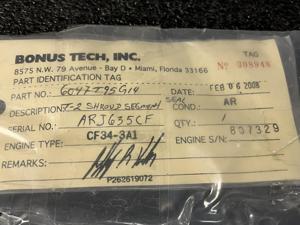 BONUS TECH, INC.
8575 N.W. 79 Avenue - Bay D • Miami, Florida 33166
TAG
Nº 308948
PART IDENTIFICATION TAG
PART NO.: 6047T95G14
DATE: FEB 06 2008
DESCRIPTION: T-2 SHROUD SEGMENT
SEAL
COND: AR
SERIAL NO.: ARJ635CF
QTY: 1
ENGINE TYPE: CF34-3A1
ENGINE S/N: 807329
REMARKS:
P262619072